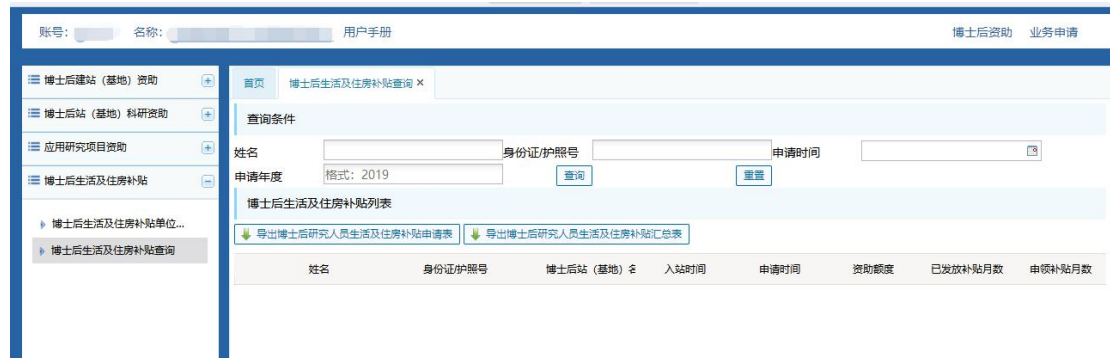 账号: 名称: 用户手册 博士后资助 业务申请
博士后建站（基地）资助
博士后站（基地）科研资助
应用研究项目资助
博士后生活及住房补贴
博士后生活及住房补贴单位...
博士后生活及住房补贴查询
首页 博士后生活及住房补贴查询 ×
查询条件
姓名 身份证/护照号 申请时间
申请年度 格式：2019 查询 重置
博士后生活及住房补贴列表
导出博士后研究人员生活及住房补贴申请表 导出博士后研究人员生活及住房补贴汇总表
姓名 身份证/护照号 博士后站（基地） 入站时间 申请时间 资助额度 已发放补贴月数 申领补贴月数